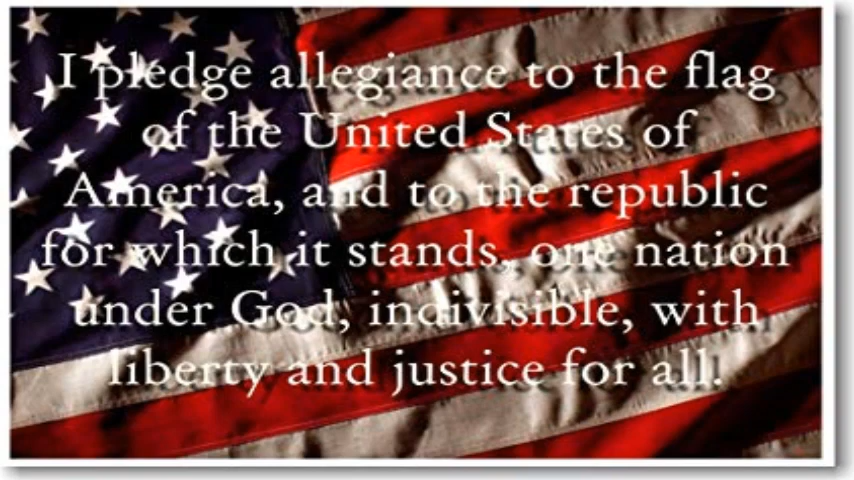 I pledge allegiance to the flag
of the United States of
America, and to the republic
for which it stands, one nation
under God, indivisible, with
liberty and justice for all.